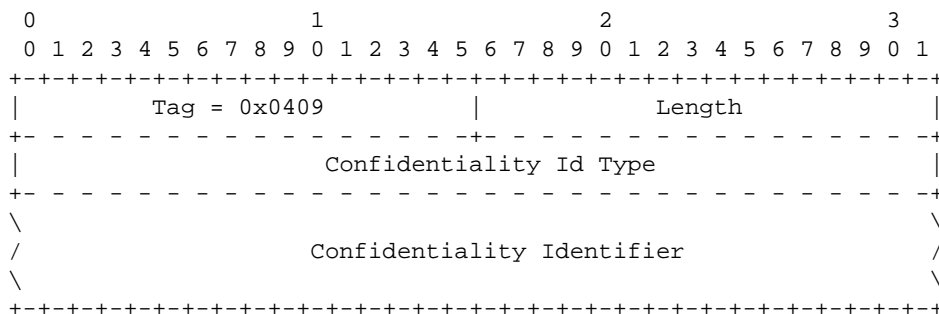 0                   1                   2                   3
0 1 2 3 4 5 6 7 8 9 0 1 2 3 4 5 6 7 8 9 0 1 2 3 4 5 6 7 8 9 0 1
+-+-+-+-+-+-+-+-+-+-+-+-+-+-+-+-+-+-+-+-+-+-+-+-+-+-+-+-+-+-+-+-+
|         Tag = 0x0409          |            Length             |
+- - - - - - - - - - - - - - - -+- - - - - - - - - - - - - - - -+
|                     Confidentiality Id Type                   |
+- - - - - - - - - - - - - - - - - - - - - - - - - - - - - - - -+
\                                                               \
/                    Confidentiality Identifier                 /
\                                                               \
+-+-+-+-+-+-+-+-+-+-+-+-+-+-+-+-+-+-+-+-+-+-+-+-+-+-+-+-+-+-+-+-+